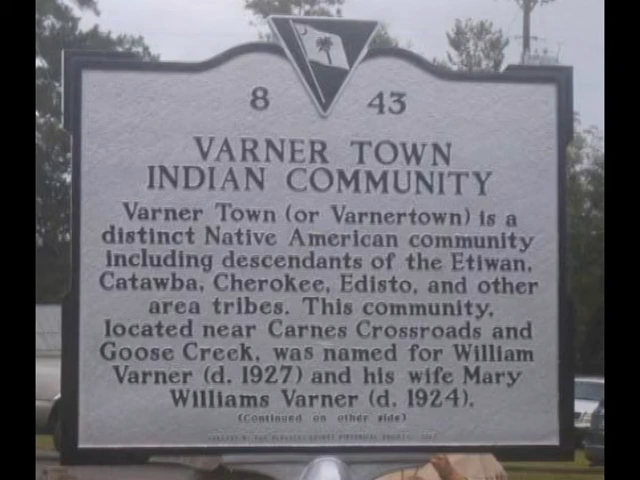 8 43
VARNER TOWN
INDIAN COMMUNITY
Varner Town (or Varnertown) is a
distinct Native American community
including descendants of the Etiwan,
Catawba, Cherokee, Edisto, and other
area tribes. This community,
located near Carnes Crossroads and
Goose Creek, was named for William
Varner (d. 1927) and his wife Mary
Williams Varner (d. 1924).
(Continued on other side)